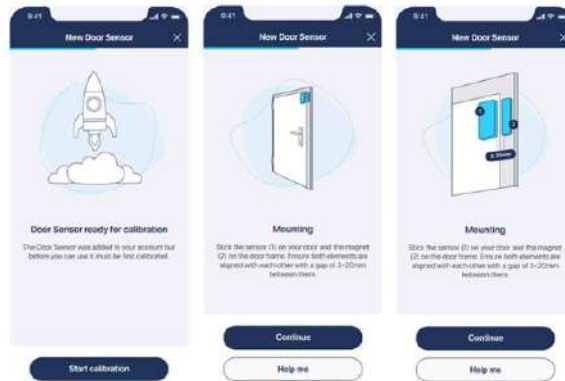 9:41
New Door Sensor
Door Sensor ready for calibration
The Door Sensor was added to your account but
before you can use it must be first calibrated.
Start calibration
9:41
New Door Sensor
Mounting
Stick the sensor (1) on your door and the magnet
(2) on the door frame. Ensure both elements are
aligned with each other with a gap of 3-20mm
between them.
Continue
Help me
9:41
New Door Sensor
1
2
3-20mm
Mounting
Stick the sensor (1) on your door and the magnet
(2) on the door frame. Ensure both elements are
aligned with each other with a gap of 3-20mm
between them.
Continue
Help me